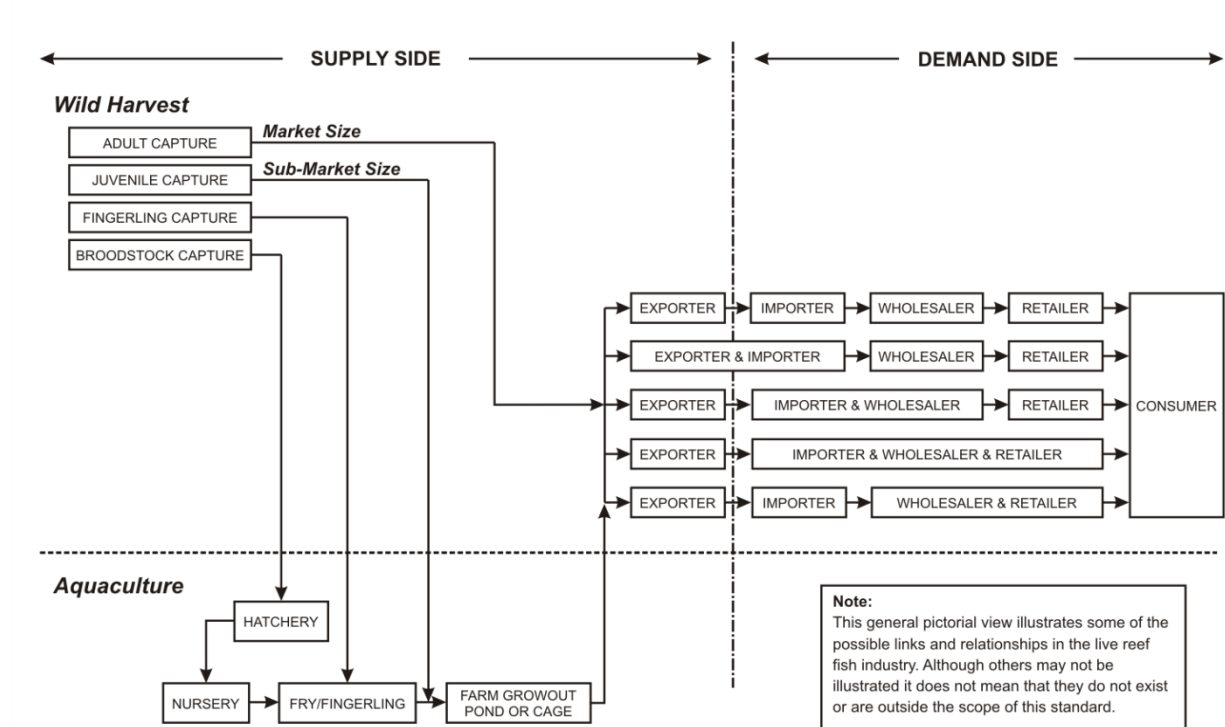 SUPPLY SIDE
DEMAND SIDE
Wild Harvest
ADULT CAPTURE
Market Size
JUVENILE CAPTURE
Sub-Market Size
FINGERLING CAPTURE
BROODSTOCK CAPTURE
EXPORTER
IMPORTER
WHOLESALER
RETAILER
EXPORTER & IMPORTER
WHOLESALER
RETAILER
EXPORTER
IMPORTER & WHOLESALER
RETAILER
CONSUMER
EXPORTER
IMPORTER & WHOLESALER & RETAILER
EXPORTER
IMPORTER
WHOLESALER & RETAILER
Aquaculture
HATCHERY
NURSERY
FRY/FINGERLING
FARM GROWOUT
POND OR CAGE
Note:
This general pictorial view illustrates some of the
possible links and relationships in the live reef
fish industry. Although others may not be
illustrated it does not mean that they do not exist
or are outside the scope of this standard.